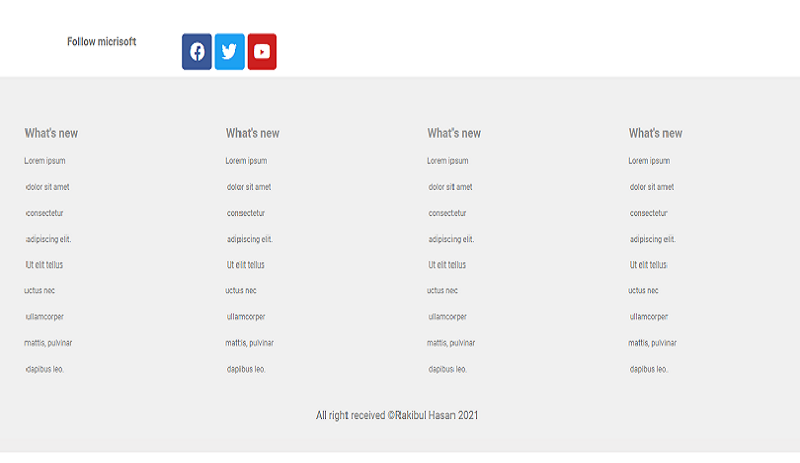 Follow micrisoft
What's new
Lorem ipsum
dolor sit amet
consectetur
adipiscing elit.
Ut elit tellus
uctus nec
ullamcorper
mattis, pulvinar
dapibus leo.
What's new
Lorem ipsum
dolor sit amet
consectetur
adipiscing elit.
Ut elit tellus
uctus nec
ullamcorper
mattis, pulvinar
dapibus leo.
What's new
Lorem ipsum
dolor sit amet
consectetur
adipiscing elit.
Ut elit tellus
uctus nec
ullamcorper
mattis, pulvinar
dapibus leo.
What's new
Lorem ipsum
dolor sit amet
consectetur
adipiscing elit.
Ut elit tellus
uctus nec
ullamcorper
mattis, pulvinar
dapibus leo.
All right received ©Rakibul Hasan 2021